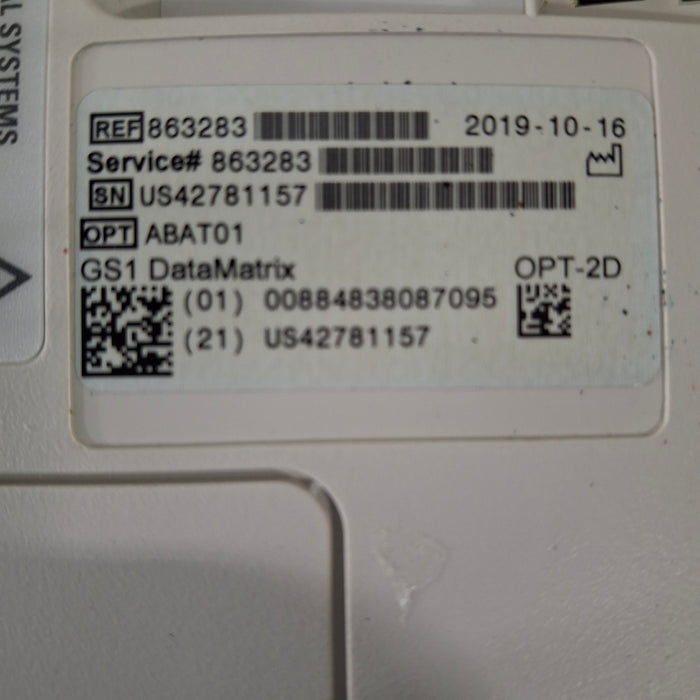 L SYSTEMS
REF 863283 2019-10-16
Service# 863283
SN US42781157
OPT ABAT01
GS1 DataMatrix OPT-2D
(01) 00884838087095
(21) US42781157